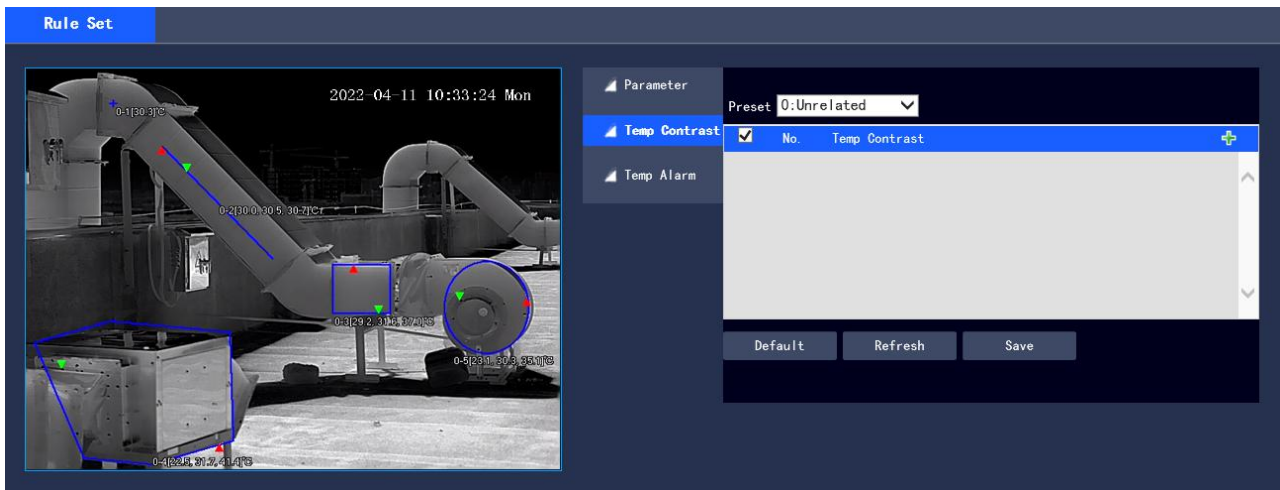 Rule Set
2022-04-11 10:33:24 Mon
0-1[30.3]℃
0-2[30.0, 30.5, 30.7]℃
0-3[29.2, 31.6, 37.0]℃
0-5[23.1, 30.3, 35.1]℃
0-4[22.5, 31.7, 41.4]℃
Parameter
Temp Contrast
Temp Alarm
Preset 0:Unrelated
No. Temp Contrast
Default Refresh Save